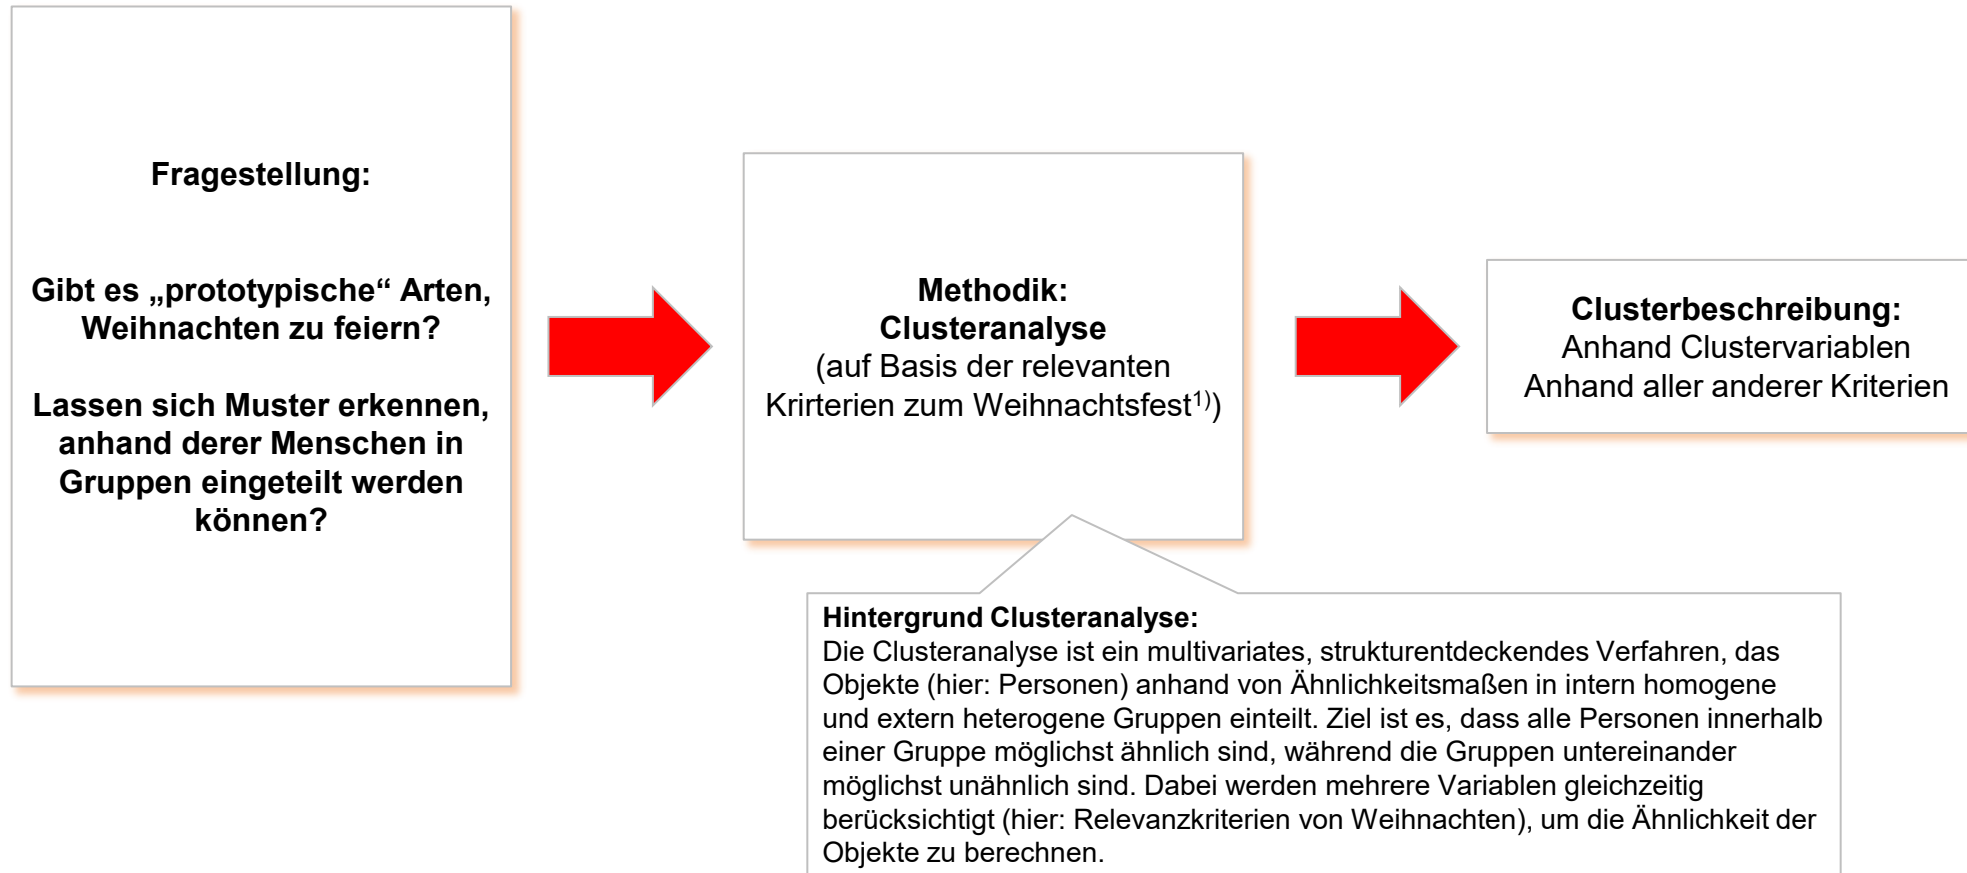 Fragestellung:
Gibt es „prototypische“ Arten,
Weihnachten zu feiern?
Lassen sich Muster erkennen,
anhand derer Menschen in
Gruppen eingeteilt werden
können?
Methodik:
Clusteranalyse
(auf Basis der relevanten
Krirterien zum Weihnachtsfest¹⁾)
Clusterbeschreibung:
Anhand Clustervariablen
Anhand aller anderer Kriterien
Hintergrund Clusteranalyse:
Die Clusteranalyse ist ein multivariates, strukturentdeckendes Verfahren, das
Objekte (hier: Personen) anhand von Ähnlichkeitsmaßen in intern homogene
und extern heterogene Gruppen einteilt. Ziel ist es, dass alle Personen innerhalb
einer Gruppe möglichst ähnlich sind, während die Gruppen untereinander
möglichst unähnlich sind. Dabei werden mehrere Variablen gleichzeitig
berücksichtigt (hier: Relevanzkriterien von Weihnachten), um die Ähnlichkeit der
Objekte zu berechnen.